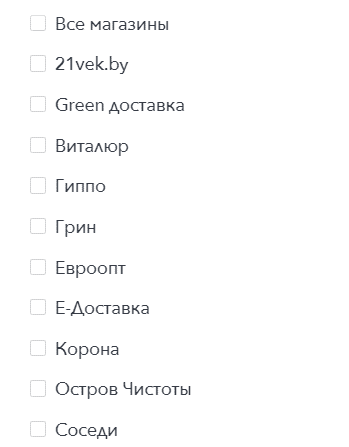 Все магазины
21vek.by
Green доставка
Виталюр
Гиппо
Грин
Евроопт
Е-Доставка
Корона
Остров Чистоты
Соседи